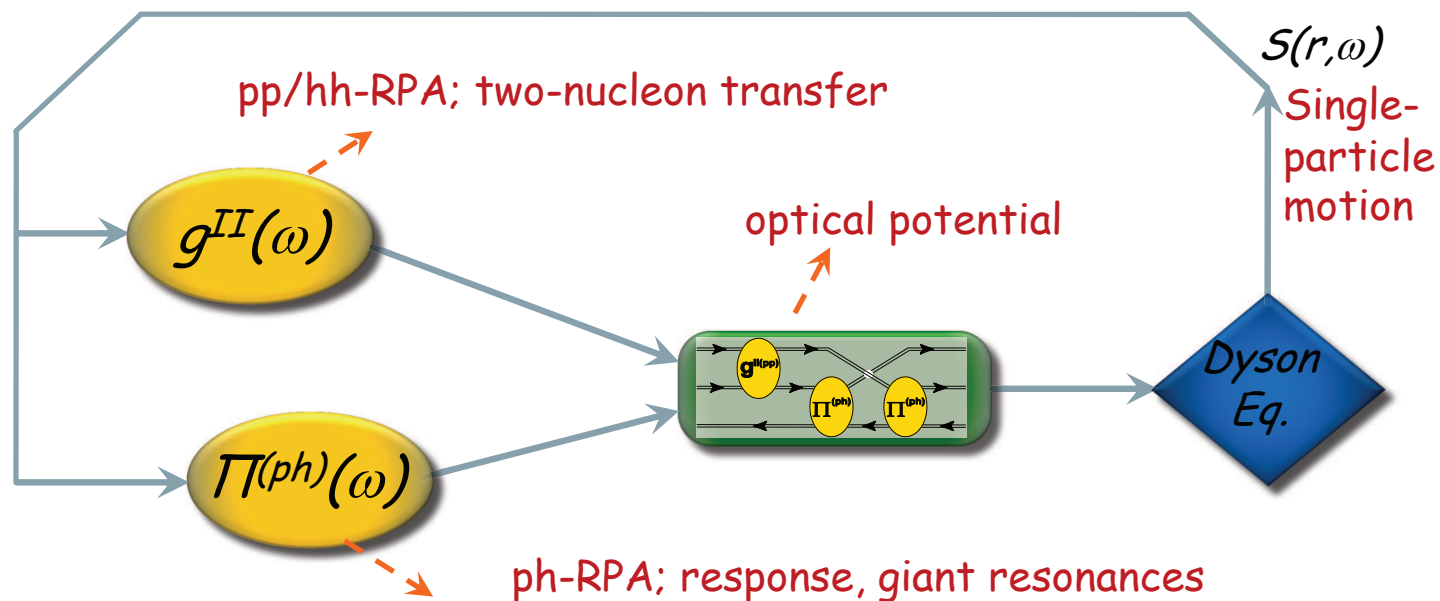 S(r,ω)
pp/hh-RPA; two-nucleon transfer
Single-
particle
motion
g^{II}(ω)
optical potential
g^{II(pp)}
Π^{(ph)}
Π^{(ph)}
Dyson
Eq.
Π^{(ph)}(ω)
ph-RPA; response, giant resonances